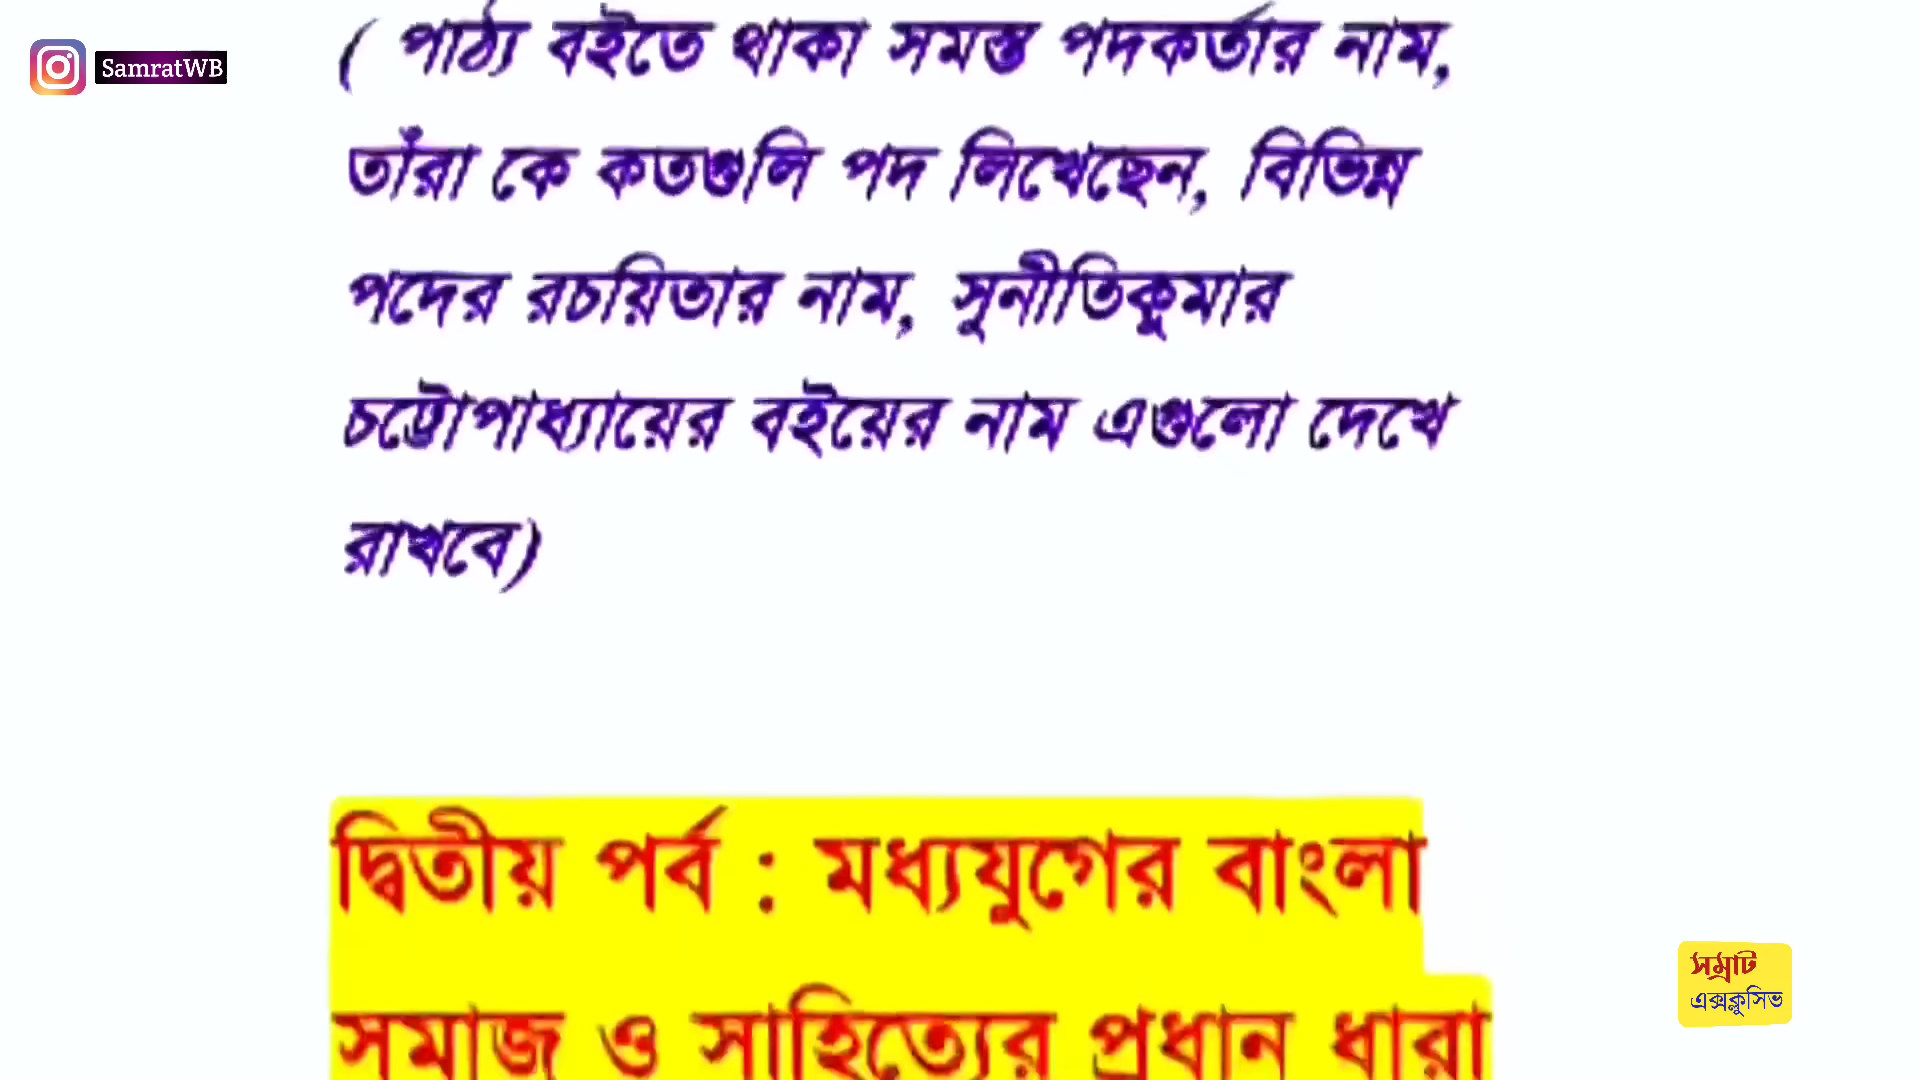 SamratWB
( পাঠ্য বইতে থাকা সমস্ত পদকর্তার নাম,
তাঁরা কে কতগুলি পদ লিখেছেন, বিভিন্ন
পদের রচয়িতার নাম, সুনীতিকুমার
চট্টোপাধ্যায়ের বইয়ের নাম এগুলো দেখে
রাখবে)
দ্বিতীয় পর্ব : মধ্যযুগের বাংলা
সমাজ ও সাহিত্যের প্রধান ধারা
সম্রাট
এক্সক্লুসিভ